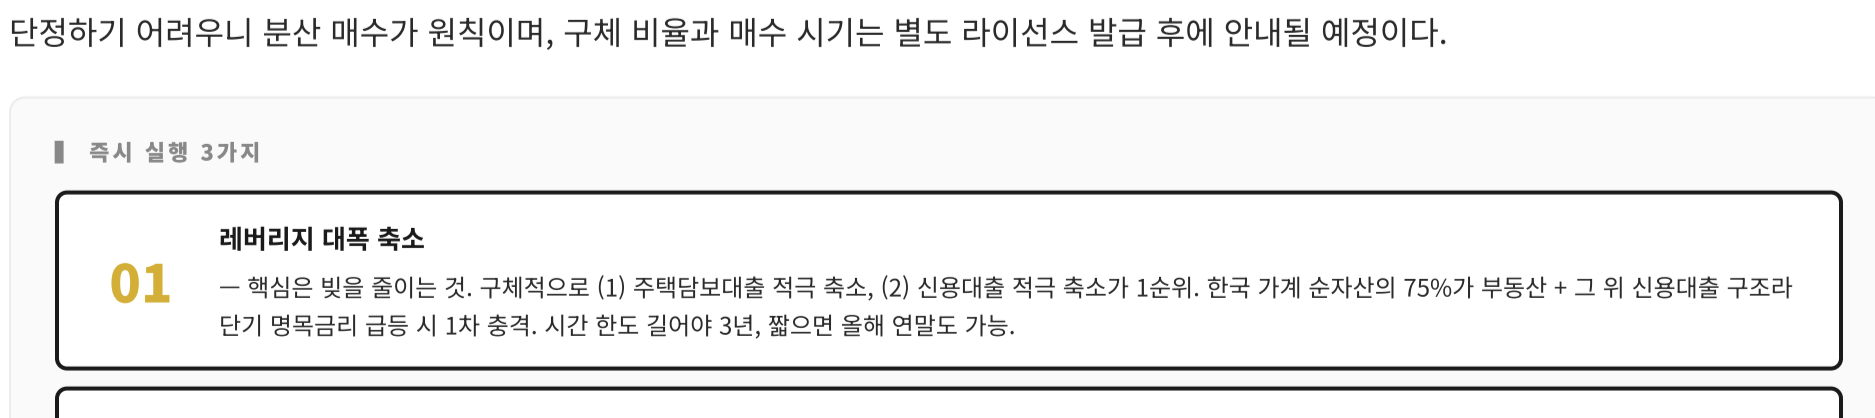 단정하기 어려우니 분산 매수가 원칙이며, 구체 비율과 매수 시기는 별도 라이선스 발급 후에 안내될 예정이다.
즉시 실행 3가지
01
레버리지 대폭 축소
— 핵심은 빚을 줄이는 것. 구체적으로 (1) 주택담보대출 적극 축소, (2) 신용대출 적극 축소가 1순위. 한국 가계 순자산의 75%가 부동산 + 그 위 신용대출 구조라
단기 명목금리 급등 시 1차 충격. 시간 한도 길어야 3년, 짧으면 올해 연말도 가능.